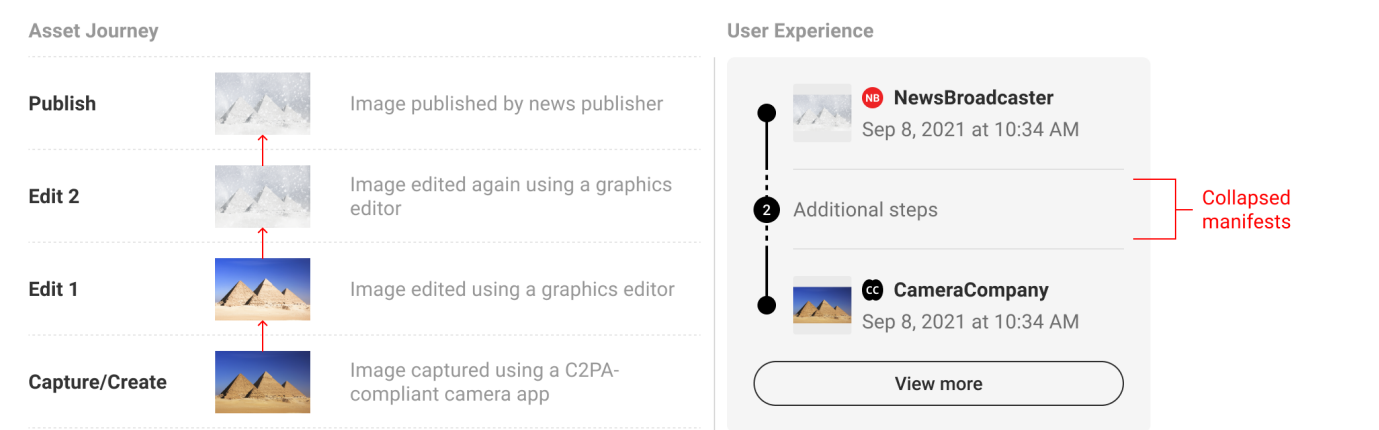 Asset Journey
User Experience
Publish
Image published by news publisher
Edit 2
Image edited again using a graphics
editor
Edit 1
Image edited using a graphics editor
Capture/Create
Image captured using a C2PA-
compliant camera app
NB NewsBroadcaster
Sep 8, 2021 at 10:34 AM
2 Additional steps
CC CameraCompany
Sep 8, 2021 at 10:34 AM
View more
Collapsed
manifests